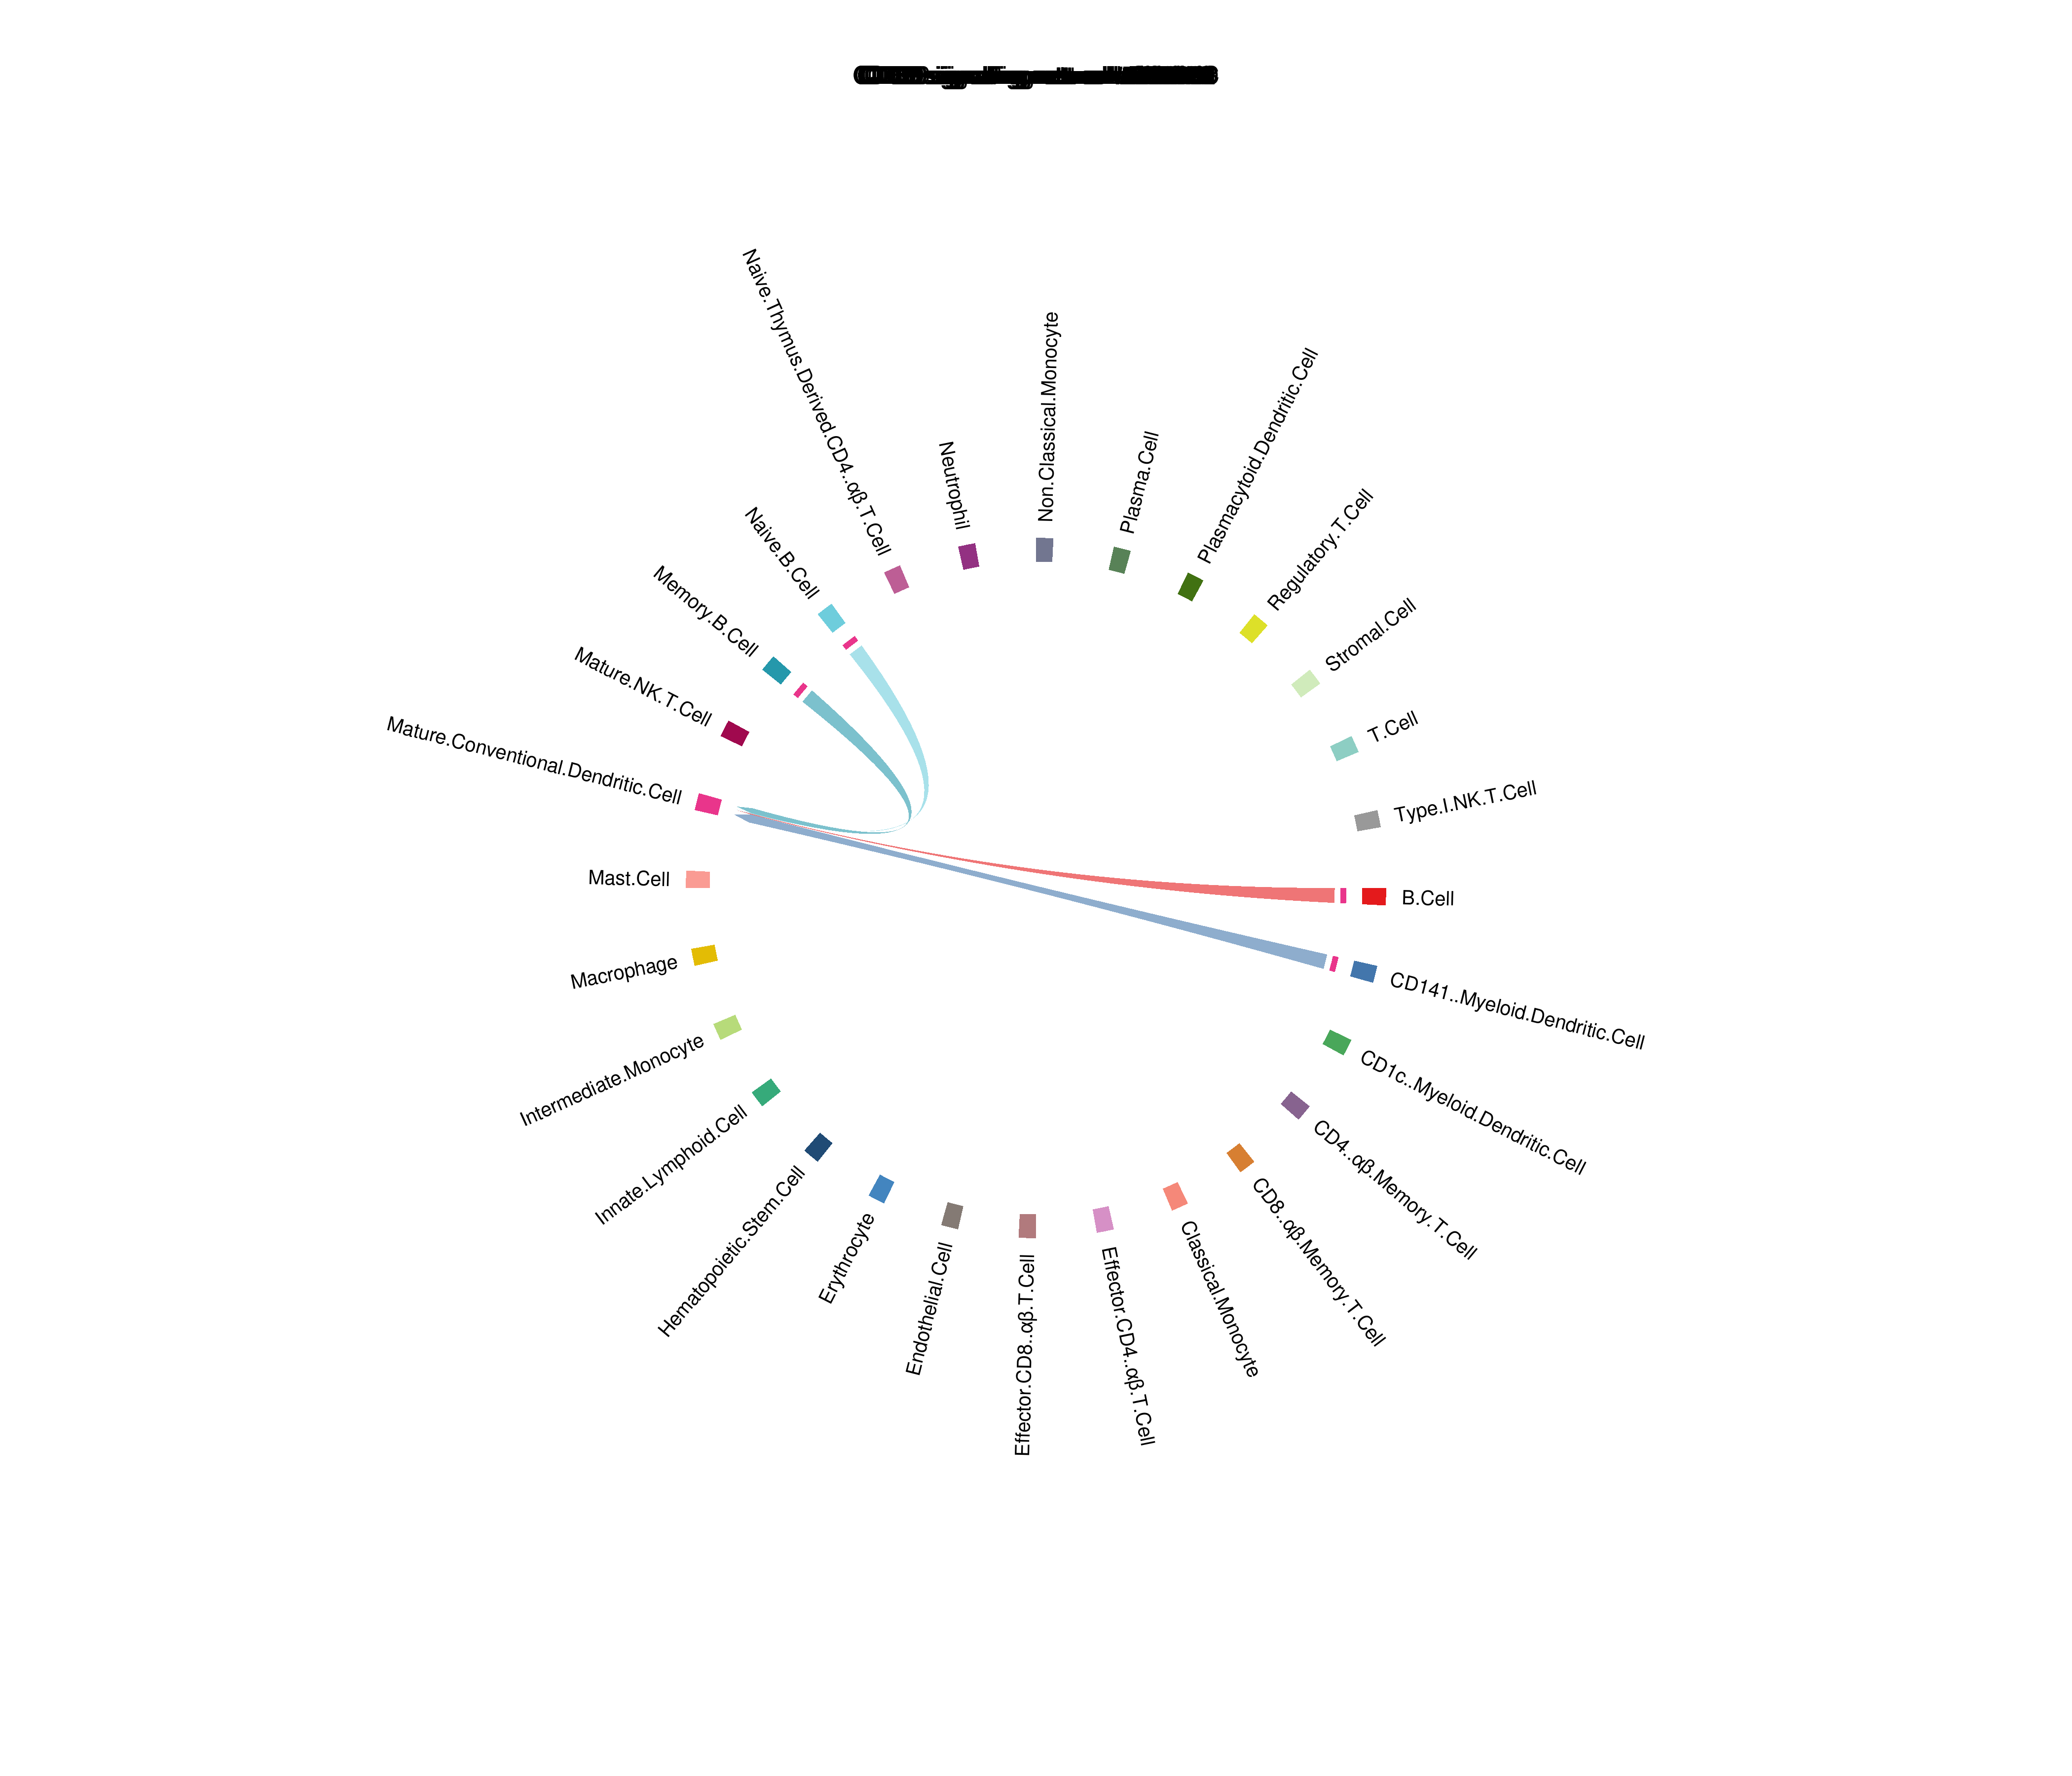 Naive.Thymus.Derived.CD4..αβ.T.Cell
Neutrophil
Non.Classical.Monocyte
Plasma.Cell
Plasmacytoid.Dendritic.Cell
Regulatory.T.Cell
Stromal.Cell
T.Cell
Type.I.NK.T.Cell
B.Cell
CD141..Myeloid.Dendritic.Cell
CD1c..Myeloid.Dendritic.Cell
CD4..αβ.Memory.T.Cell
CD8..αβ.Memory.T.Cell
Classical.Monocyte
Effector.CD4..αβ.T.Cell
Effector.CD8..αβ.T.Cell
Endothelial.Cell
Erythrocyte
Hematopoietic.Stem.Cell
Innate.Lymphoid.Cell
Intermediate.Monocyte
Macrophage
Mast.Cell
Mature.Conventional.Dendritic.Cell
Mature.NK.T.Cell
Memory.B.Cell
Naive.B.Cell